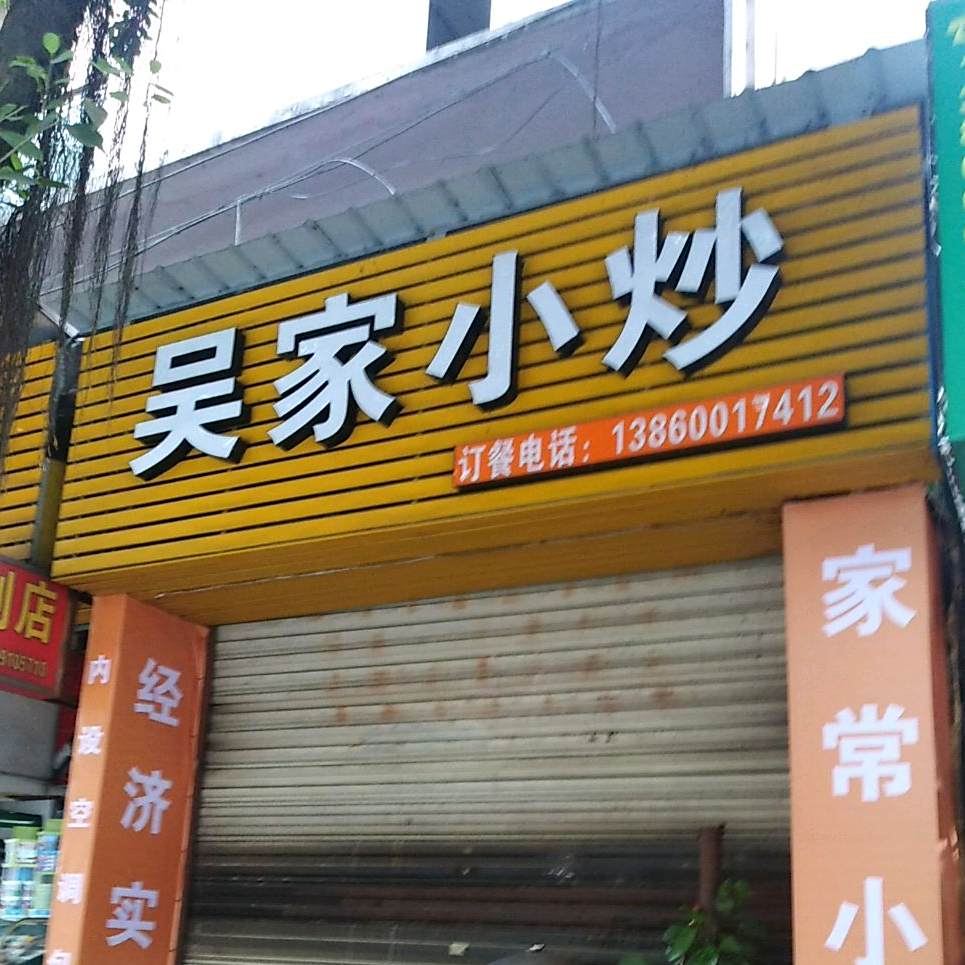 吴家小炒
订餐电话：13860017412
店
内设空调
经济实
家常小